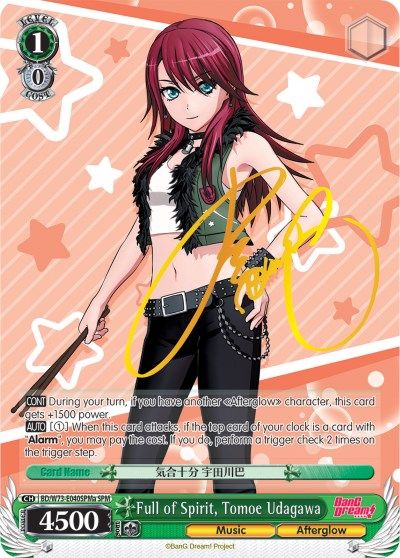 LEVEL
1
0
COST
CONT During your turn, if you have another «Afterglow» character, this card
gets +1500 power.
AUTO [①] When this card attacks, if the top card of your clock is a card with
"Alarm", you may pay the cost. If you do, perform a trigger check 2 times on
the trigger step.
Card Name
気合十分 宇田川巴
CH BD/W73-E040SPMa SPM
4500
Full of Spirit, Tomoe Udagawa
BanG Dream!
Music
Afterglow
©BanG Dream! Project